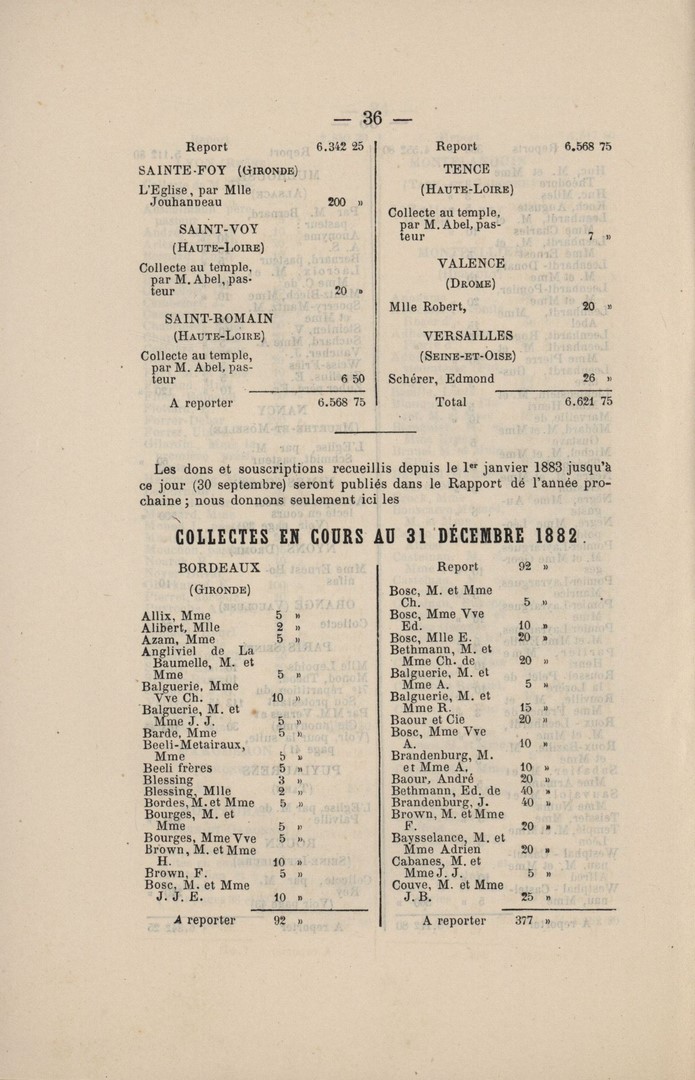 — 36 —
Report 6.342 25
SAINTE-FOY (GIRONDE)
L'Eglise, par Mlle
Jouhanneau 200 »
SAINT-VOY
(HAUTE-LOIRE)
Collecte au temple,
par M. Abel, pas-
teur 20 »
SAINT-ROMAIN
(HAUTE-LOIRE)
Collecte au temple,
par M. Abel, pas-
teur 6 50
A reporter 6.568 75
Report 6.568 75
TENCE
(HAUTE-LOIRE)
Collecte au temple,
par M. Abel, pas-
teur 7 »
VALENCE
(DROME)
Mlle Robert, 20 »
VERSAILLES
(SEINE-ET-OISE)
Schérer, Edmond 26 »
Total 6.621 75
Les dons et souscriptions recueillis depuis le 1er janvier 1883 jusqu'à
ce jour (30 septembre) seront publiés dans le Rapport dé l'année pro-
chaine ; nous donnons seulement ici les
COLLECTES EN COURS AU 31 DÉCEMBRE 1882.
BORDEAUX
(GIRONDE)
Allix, Mme 5 »
Alibert, Mlle 2 »
Azam, Mme 5 »
Angliviel de La
Baumelle, M. et
Mme 5 »
Balguerie, Mme
Vve Ch. 10 »
Balguerie, M. et
Mme J. J. 5 »
Barde, Mme 5 »
Beeli-Metairaux,
Mme 5 »
Beeli frères 5 »
Blessing 3 »
Blessing, Mlle 2 »
Bordes, M. et Mme 5 »
Bourges, M. et
Mme 5 »
Bourges, Mme Vve 5 »
Brown, M. et Mme
H. 10 »
Brown, F. 5 »
Bosc, M. et Mme
J. J. E. 10 »
A reporter 92 »
Report 92 »
Bosc, M. et Mme
Ch. 5 »
Bosc, Mme Vve
Ed. 10 »
Bosc, Mlle E. 20 »
Bethmann, M. et
Mme Ch. de 20 »
Balguerie, M. et
Mme A. 5 »
Balguerie, M. et
Mme R. 15 »
Baour et Cie 20 »
Bosc, Mme Vve
A. 10 »
Brandenburg, M.
et Mme A. 10 »
Baour, André 20 »
Bethmann, Ed. de 40 »
Brandenburg, J. 40 »
Brown, M. et Mme
F. 20 »
Baysselance, M. et
Mme Adrien 20 »
Cabanes, M. et
Mme J. J. 5 »
Couve, M. et Mme
J. B. 25 »
A reporter 377 »